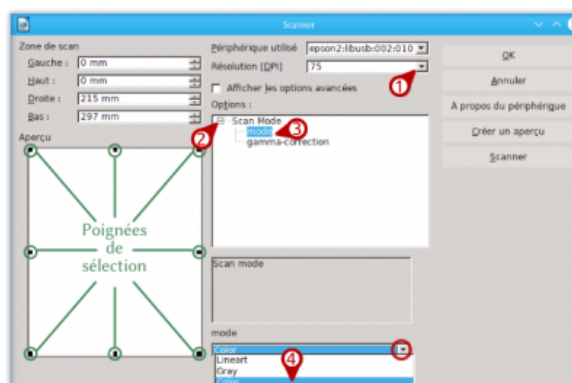 Scanner
Zone de scan
Gauche : 0 mm
Haut : 0 mm
Droite : 215 mm
Bas : 297 mm
Aperçu
Poignées
de
sélection
Périphérique utilisé epson2:libusb:002:010
Résolution [DPI] 75
1
Afficher les options avancées
Options :
2
Scan Mode
mode
3
gamma-correction
Scan mode
mode
Color
Lineart
Gray
Color
4
OK
Annuler
À propos du périphérique
Créer un aperçu
Scanner